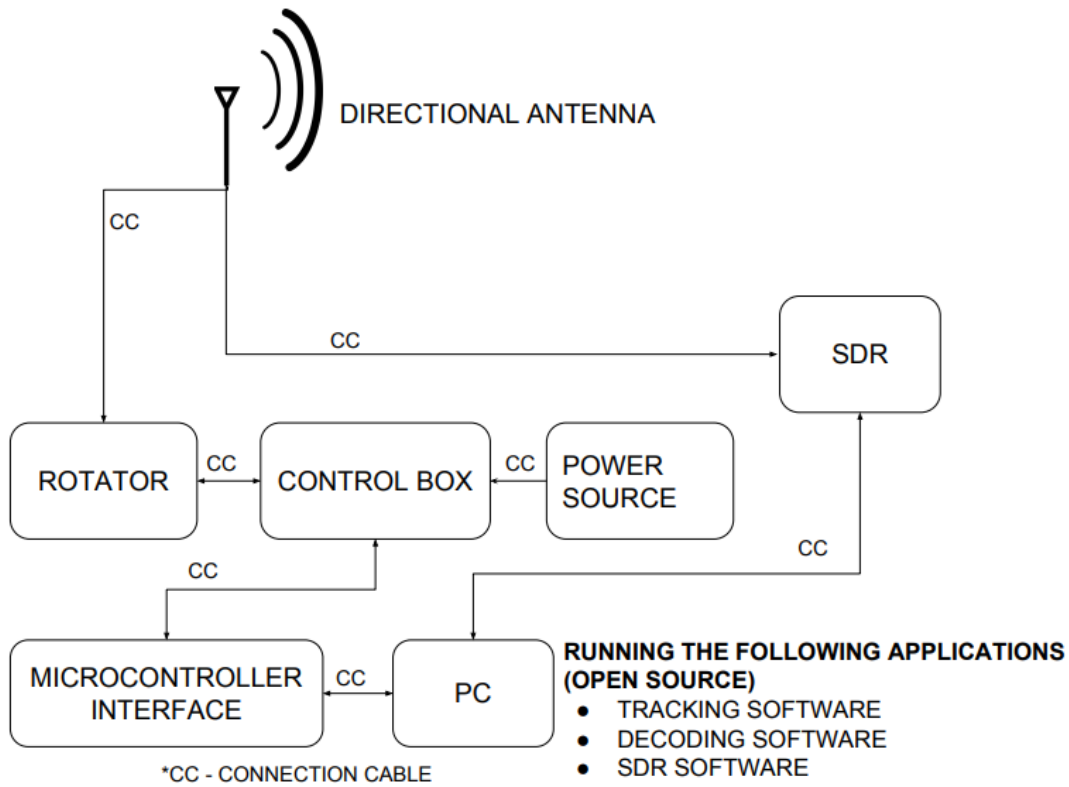 DIRECTIONAL ANTENNA
CC
CC
SDR
ROTATOR
CC
CONTROL BOX
CC
POWER
SOURCE
CC
CC
MICROCONTROLLER
INTERFACE
CC
PC
RUNNING THE FOLLOWING APPLICATIONS
(OPEN SOURCE)
● TRACKING SOFTWARE
● DECODING SOFTWARE
● SDR SOFTWARE
*CC - CONNECTION CABLE